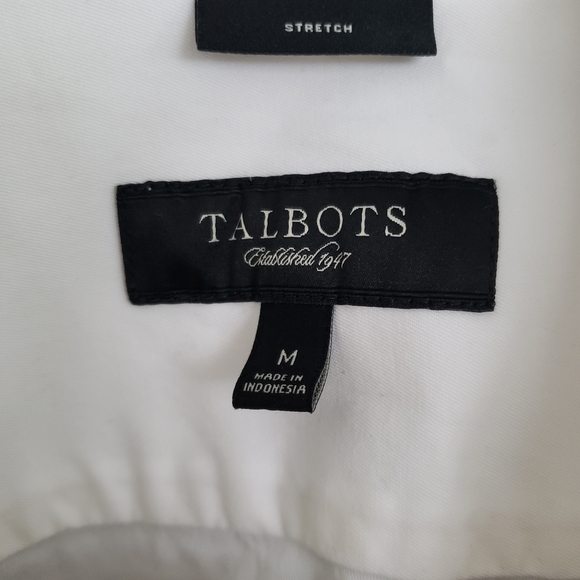 STRETCH
TALBOTS
Established 1947
M
MADE IN
INDONESIA